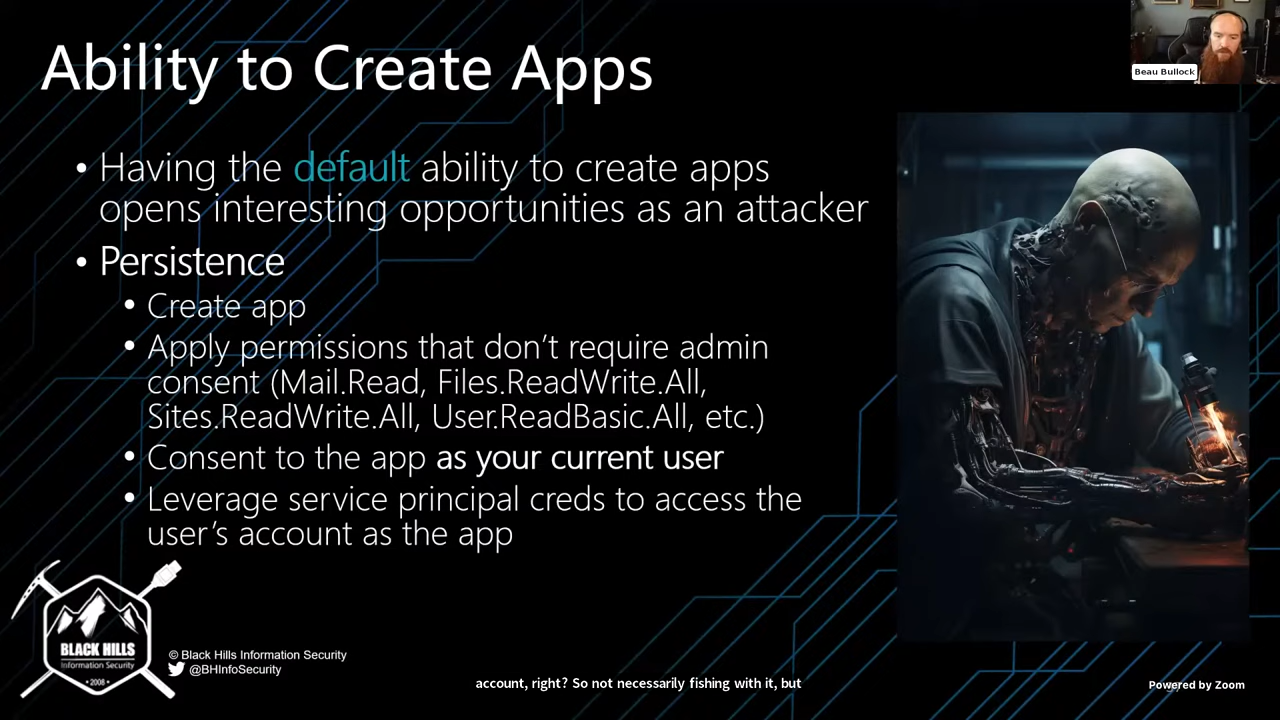 Ability to Create Apps
Beau Bullock
• Having the default ability to create apps
opens interesting opportunities as an attacker
• Persistence
• Create app
• Apply permissions that don't require admin
consent (Mail.Read, Files.ReadWrite.All,
Sites.ReadWrite.All, User.ReadBasic.All, etc.)
• Consent to the app as your current user
• Leverage service principal creds to access the
user's account as the app
BLACK HILLS
Information Security
• 2008 •
© Black Hills Information Security
@BHInfoSecurity
account, right? So not necessarily fishing with it, but
Powered by Zoom